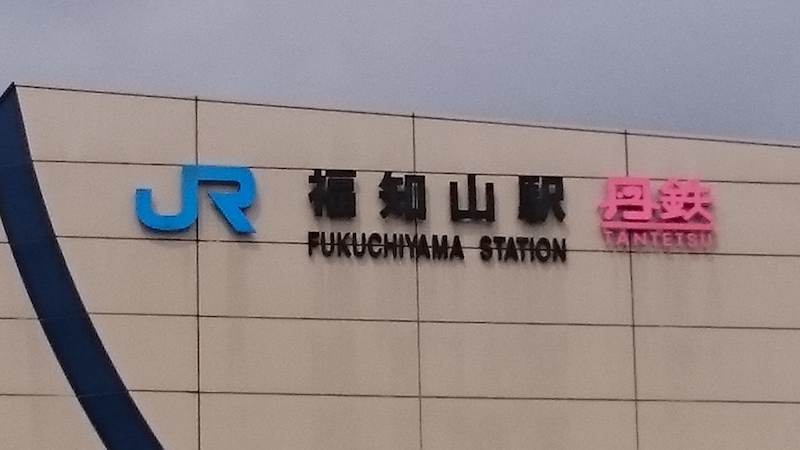 JR 福知山駅 丹鉄
FUKUCHIYAMA STATION TANTETSU